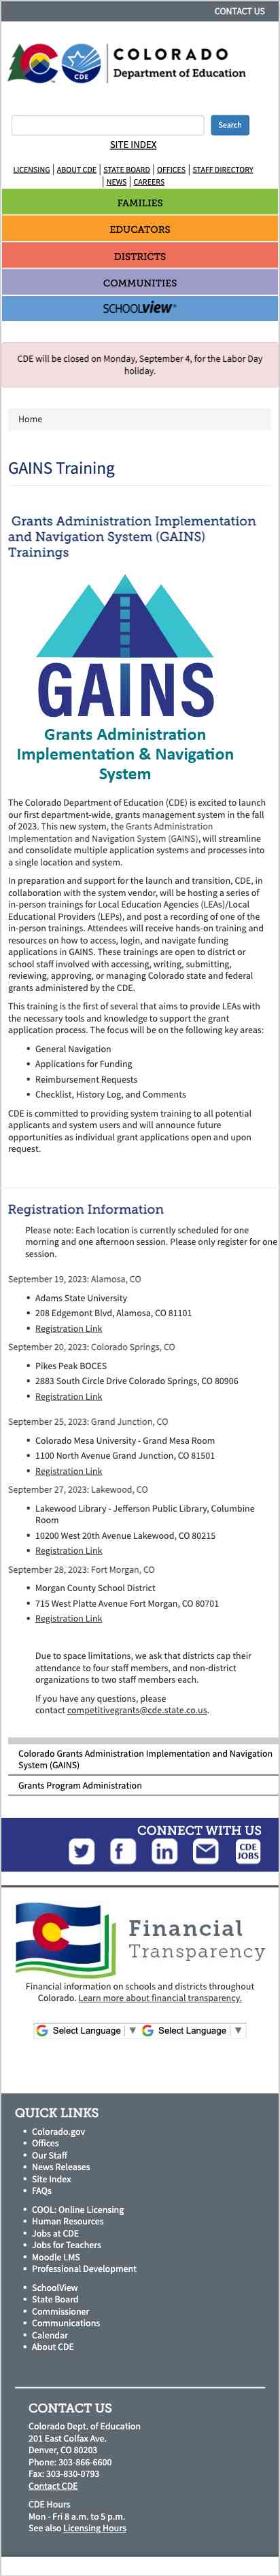 CONTACT US
CDE
COLORADO
Department of Education
Search
SITE INDEX
LICENSING | ABOUT CDE | STATE BOARD | OFFICES | STAFF DIRECTORY
| NEWS | CAREERS
FAMILIES
EDUCATORS
DISTRICTS
COMMUNITIES
SCHOOLVIEW®
CDE will be closed on Monday, September 4, for the Labor Day
holiday.
Home
GAINS Training
Grants Administration Implementation
and Navigation System (GAINS)
Trainings
GAINS
Grants Administration
Implementation & Navigation
System
The Colorado Department of Education (CDE) is excited to launch
our first department-wide, grants management system in the fall
of 2023. This new system, the Grants Administration
Implementation and Navigation System (GAINS), will streamline
and consolidate multiple application systems and processes into
a single location and system.
In preparation and support for the launch and transition, CDE, in
collaboration with the system vendor, will be hosting a series of
in-person trainings for Local Education Agencies (LEAs)/Local
Educational Providers (LEPs), and post a recording of one of the
in-person trainings. Attendees will receive hands-on training and
resources on how to access, login, and navigate funding
applications in GAINS. These trainings are open to district or
school staff involved with accessing, writing, submitting,
reviewing, approving, or managing Colorado state and federal
grants administered by the CDE.
This training is the first of several that aims to provide LEAs with
the necessary tools and knowledge to support the grant
application process. The focus will be on the following key areas:
• General Navigation
• Applications for Funding
• Reimbursement Requests
• Checklist, History Log, and Comments
CDE is committed to providing system training to all potential
applicants and system users and will announce future
opportunities as individual grant applications open and upon
request.
Registration Information
Please note: Each location is currently scheduled for one
morning and one afternoon session. Please only register for one
session.
September 19, 2023: Alamosa, CO
• Adams State University
• 208 Edgemont Blvd, Alamosa, CO 81101
• Registration Link
September 20, 2023: Colorado Springs, CO
• Pikes Peak BOCES
• 2883 South Circle Drive Colorado Springs, CO 80906
• Registration Link
September 25, 2023: Grand Junction, CO
• Colorado Mesa University - Grand Mesa Room
• 1100 North Avenue Grand Junction, CO 81501
• Registration Link
September 27, 2023: Lakewood, CO
• Lakewood Library - Jefferson Public Library, Columbine
Room
• 10200 West 20th Avenue Lakewood, CO 80215
• Registration Link
September 28, 2023: Fort Morgan, CO
• Morgan County School District
• 715 West Platte Avenue Fort Morgan, CO 80701
• Registration Link
Due to space limitations, we ask that districts cap their
attendance to four staff members, and non-district
organizations to two staff members each.
If you have any questions, please
contact competitivegrants@cde.state.co.us.
Colorado Grants Administration Implementation and Navigation
System (GAINS)
Grants Program Administration
CONNECT WITH US
CDE
JOBS
Financial
Transparency
Financial information on schools and districts throughout
Colorado. Learn more about financial transparency.
Select Language ▼ Select Language ▼
QUICK LINKS
• Colorado.gov
• Offices
• Our Staff
• News Releases
• Site Index
• FAQs
• COOL: Online Licensing
• Human Resources
• Jobs at CDE
• Jobs for Teachers
• Moodle LMS
• Professional Development
• SchoolView
• State Board
• Commissioner
• Communications
• Calendar
• About CDE
CONTACT US
Colorado Dept. of Education
201 East Colfax Ave.
Denver, CO 80203
Phone: 303-866-6600
Fax: 303-830-0793
Contact CDE
CDE Hours
Mon - Fri 8 a.m. to 5 p.m.
See also Licensing Hours